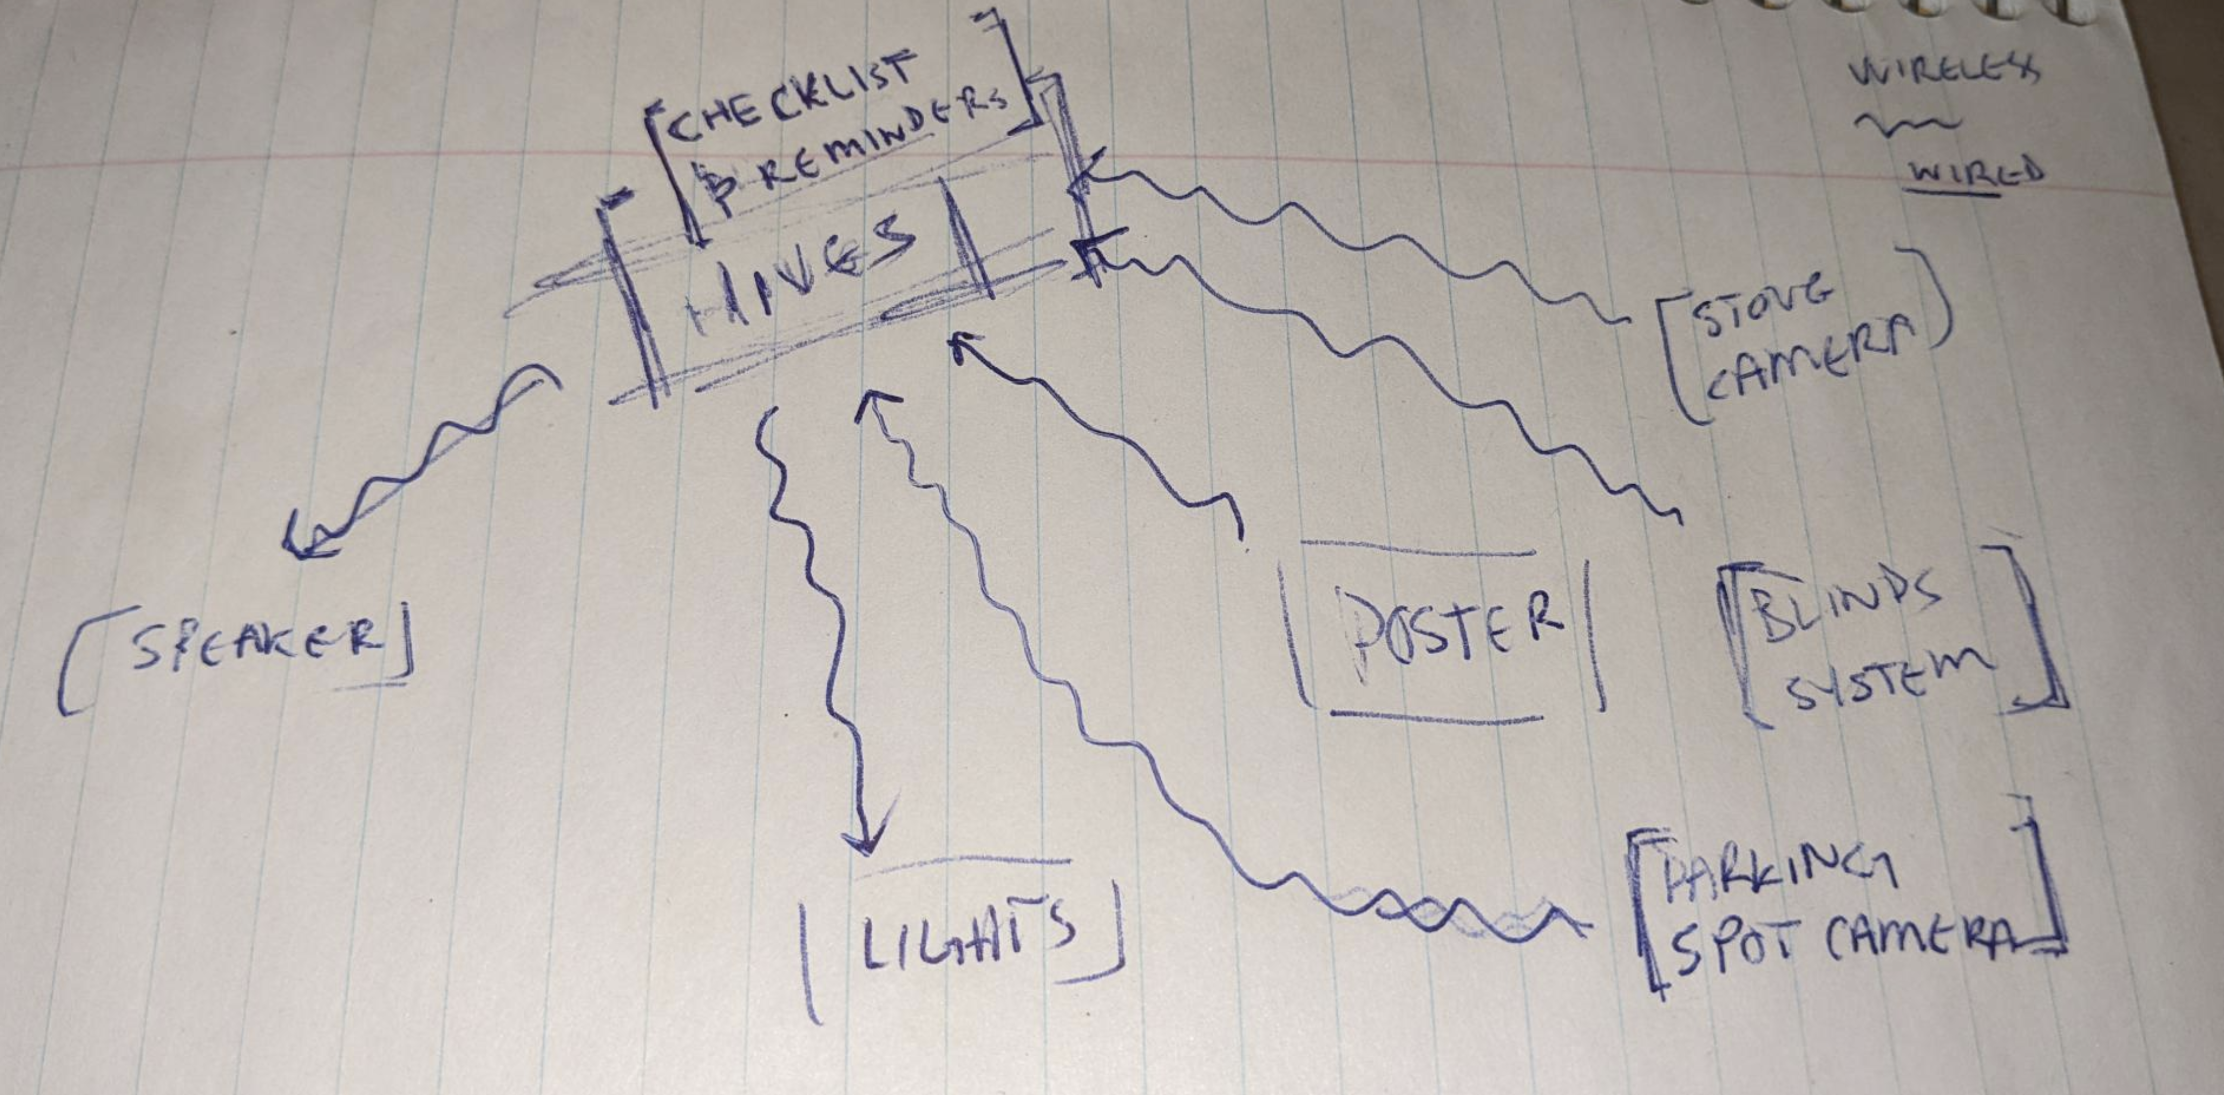 CHECKLIST
& REMINDERS
HIVES
WIRELESS
WIRED
STOVE
CAMERA
SPEAKER
POSTER
BLINDS
SYSTEM
LIGHTS
PARKING
SPOT CAMERA